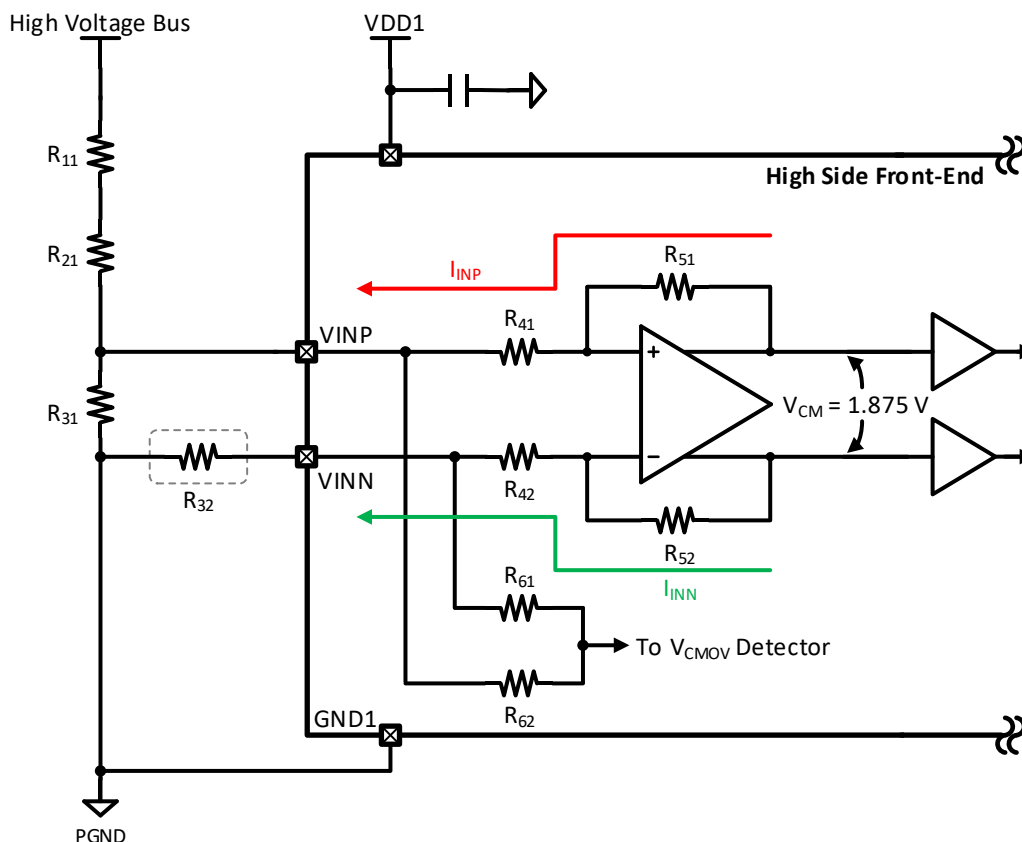 High Voltage Bus
VDD1
R11
High Side Front-End
R21
R51
IINP
VINP
R41
+
R31
VCM = 1.875 V
VINN
R42
−
R32
R52
R61
IINN
To VCMOV Detector
GND1
R62
PGND